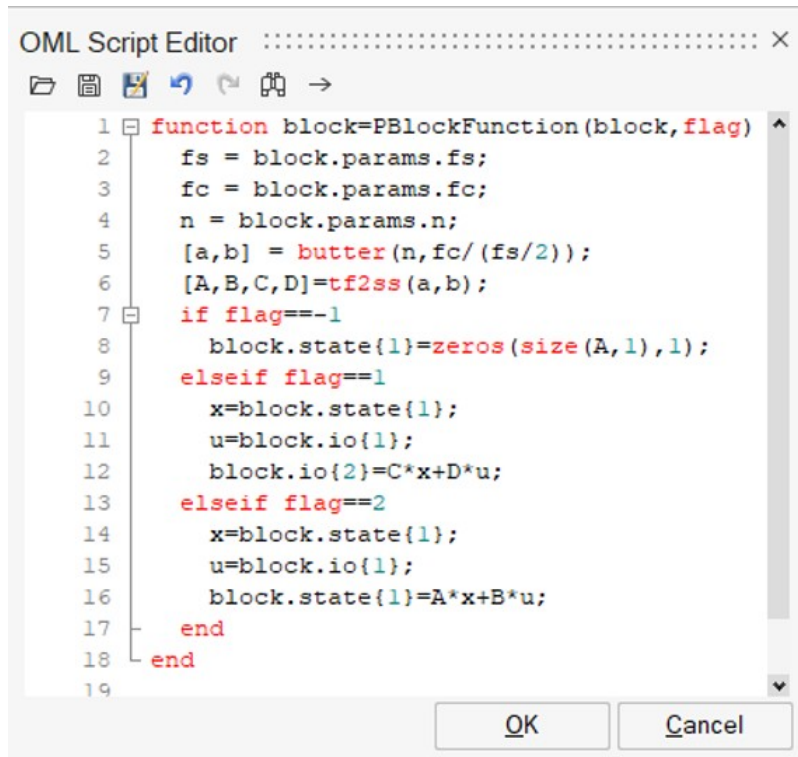 OML Script Editor
1 function block=PBlockFunction(block,flag)
2 fs = block.params.fs;
3 fc = block.params.fc;
4 n = block.params.n;
5 [a,b] = butter(n,fc/(fs/2));
6 [A,B,C,D]=tf2ss(a,b);
7 if flag==-1
8 block.state{1}=zeros(size(A,1),1);
9 elseif flag==1
10 x=block.state{1};
11 u=block.io{1};
12 block.io{2}=C*x+D*u;
13 elseif flag==2
14 x=block.state{1};
15 u=block.io{1};
16 block.state{1}=A*x+B*u;
17 end
18 end
19
OK Cancel